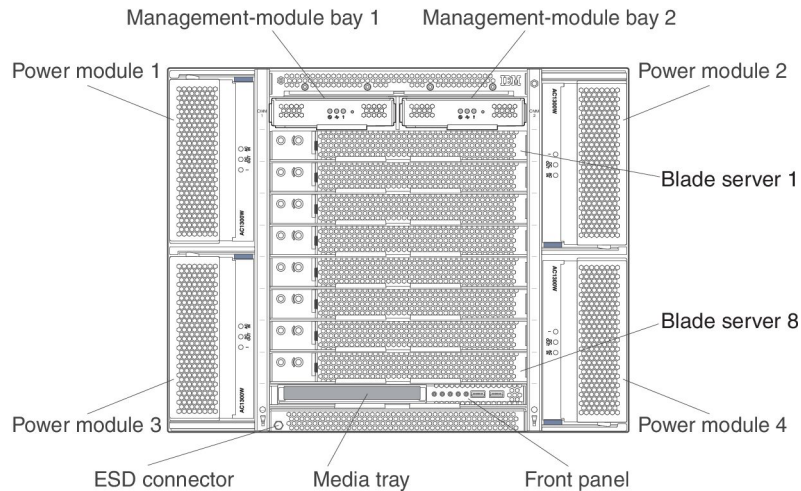 Management-module bay 1
Management-module bay 2
Power module 1
Power module 2
IBM
AC1300W
AC1300W
Blade server 1
Blade server 8
AC1300W
AC1300W
Power module 3
Power module 4
ESD connector
Media tray
Front panel